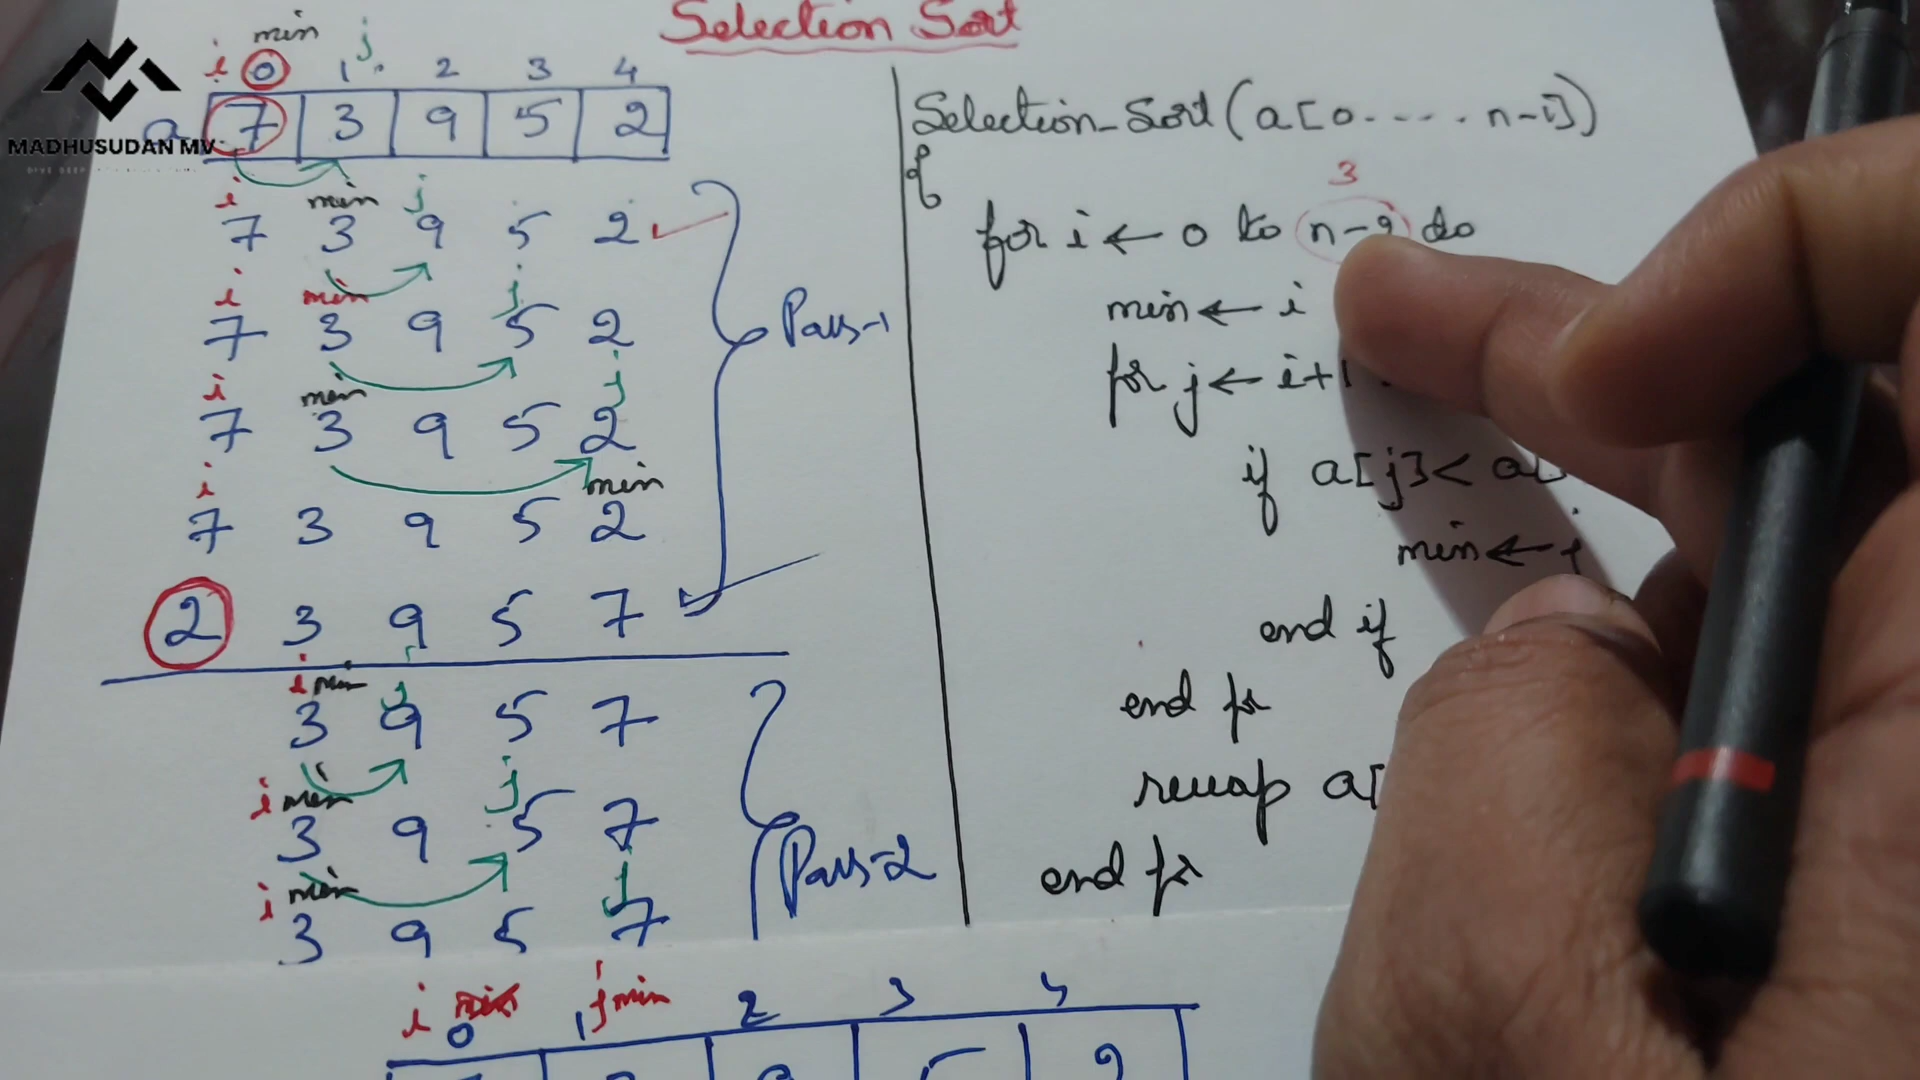 Selection Sort
MADHUSUDAN MV
min j
i 0 1 2 3 4
a 7 3 9 5 2
i min j
7 3 9 5 2
i min j
7 3 9 5 2
i min j
7 3 9 5 2
i min
7 3 9 5 2
2 3 9 5 7
Pass-1
i min j
3 9 5 7
i min j
3 9 5 7
i min j
3 9 5 7
Pass-2
i min j min
0 1 2 3 4
Selection-Sort(a[0.....n-1])
{
3
for i ← 0 to n-2 do
min ← i
for j ← i+1
if a[j] < a[
min ← j
end if
end for
swap a[
end for